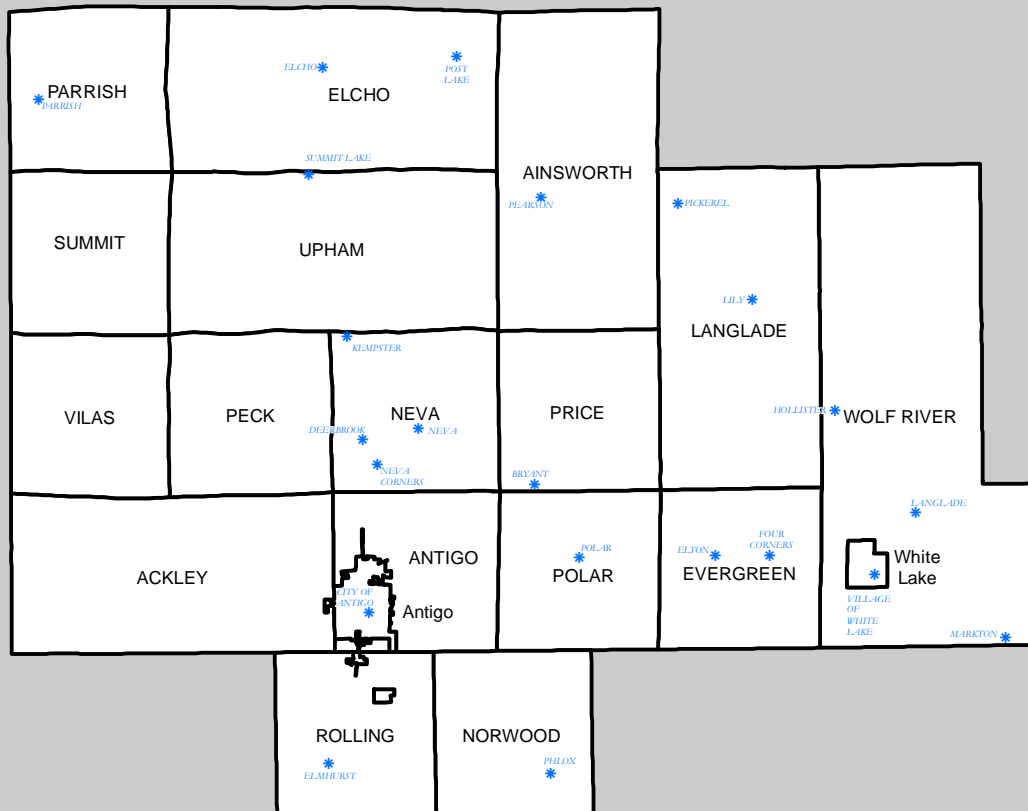 ELCHO
POST
LAKE
PARRISH
ELCHO
PARRISH
SUMMIT LAKE
AINSWORTH
PEARSON
PICKEREL
SUMMIT
UPHAM
LILY
LANGLADE
KEMPSTER
VILAS
PECK
NEVA
PRICE
HOLLISTER
WOLF RIVER
DEERBROOK
NEVA
NEVA
CORNERS
BRYANT
LANGLADE
FOUR
CORNERS
ANTIGO
POLAR
ELTON
White
Lake
ACKLEY
POLAR
EVERGREEN
CITY OF
ANTIGO
Antigo
VILLAGE
OF
WHITE
LAKE
MARKTON
ROLLING
NORWOOD
ELMHURST
PHLOX